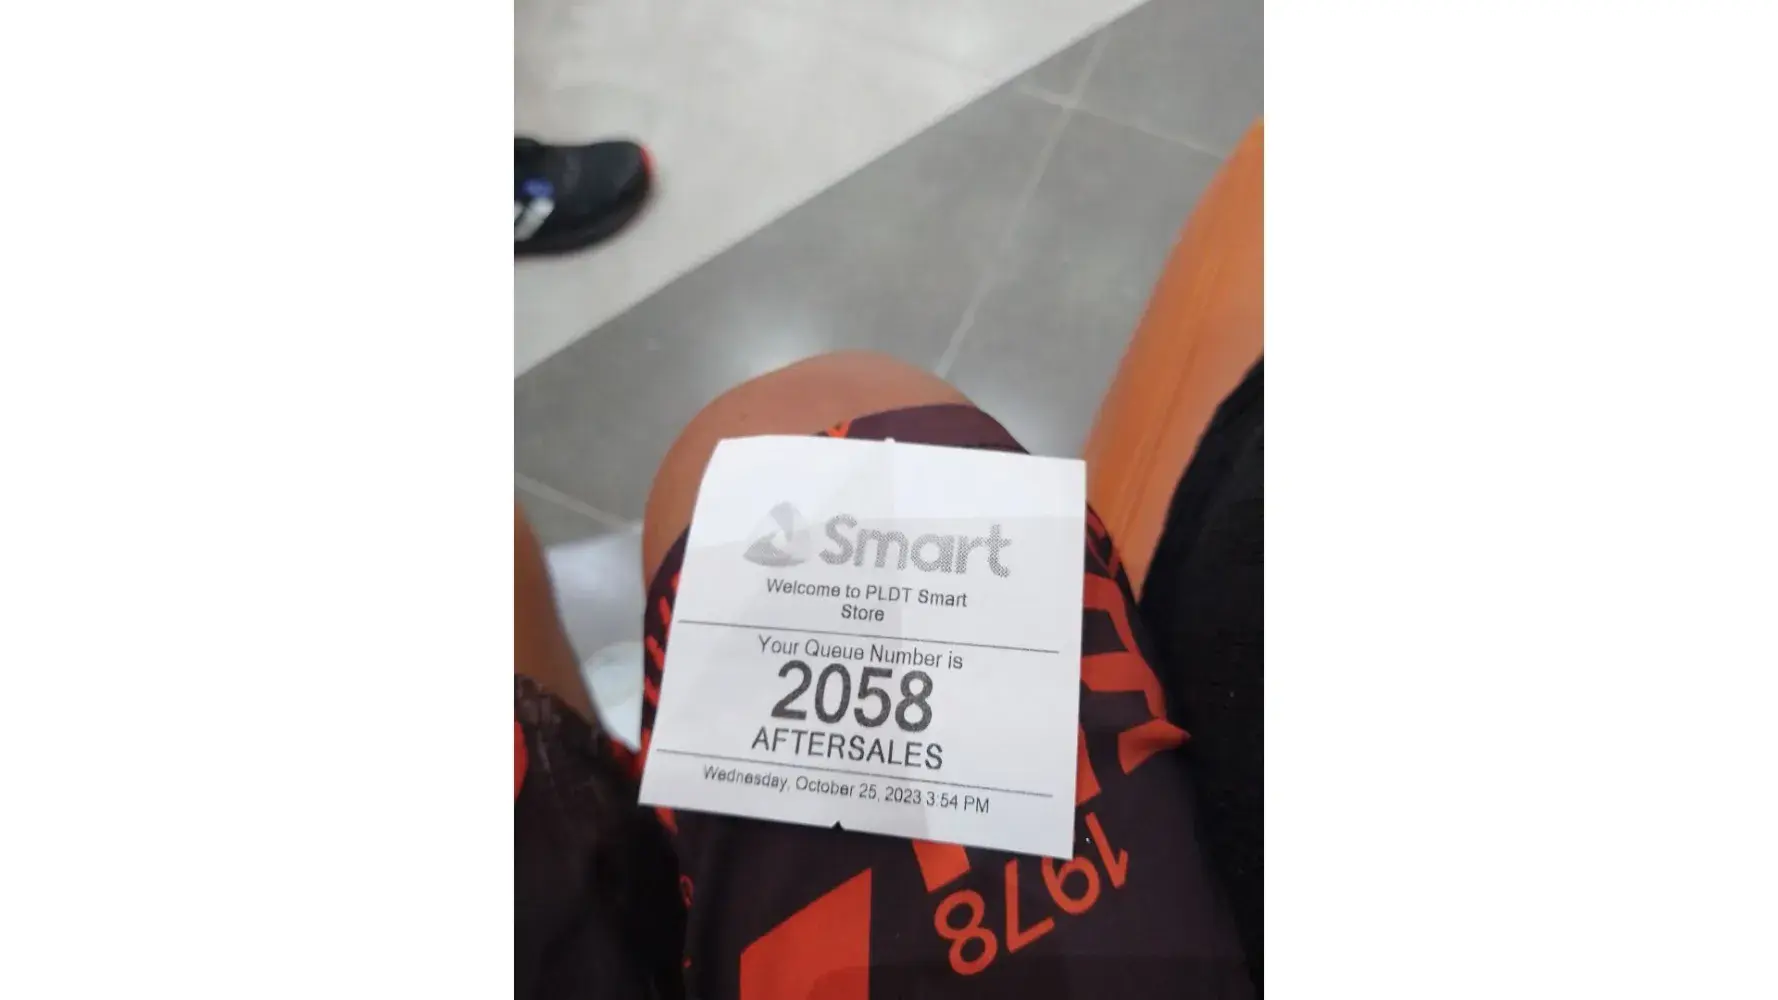 Smart
Welcome to PLDT Smart
Store
Your Queue Number is
2058
AFTERSALES
Wednesday, October 25, 2023 3:54 PM
1978